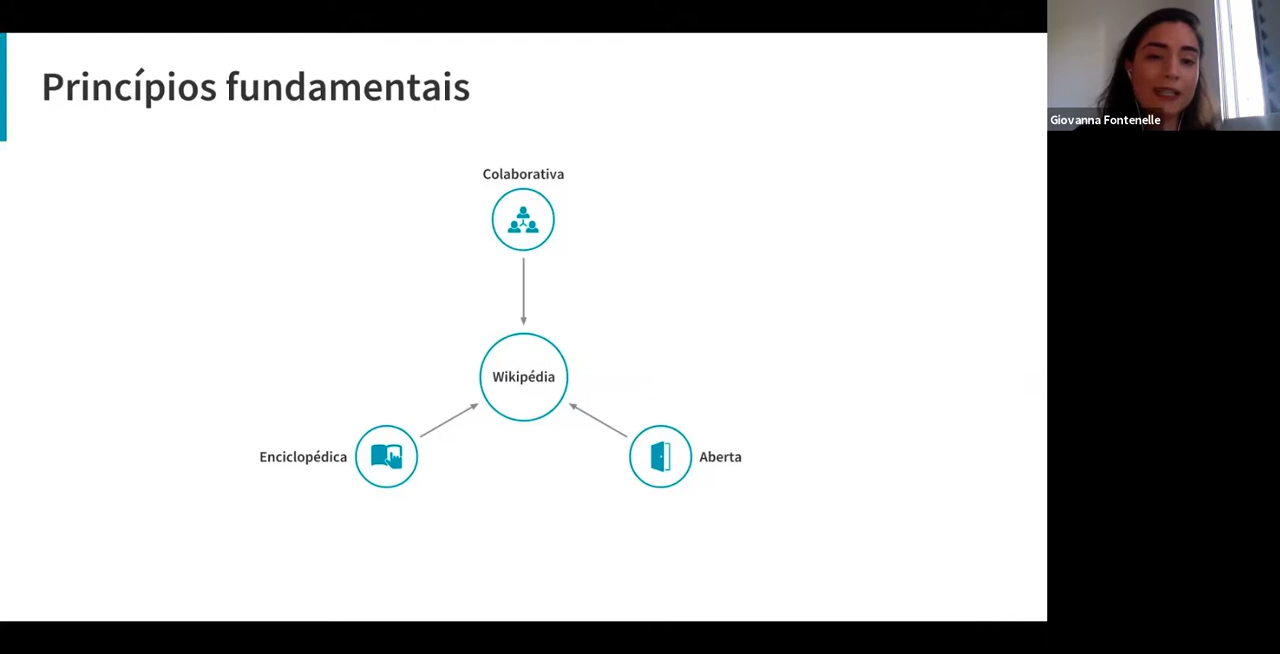 Princípios fundamentais
Colaborativa
Wikipédia
Enciclopédica
Aberta
Giovanna Fontenelle